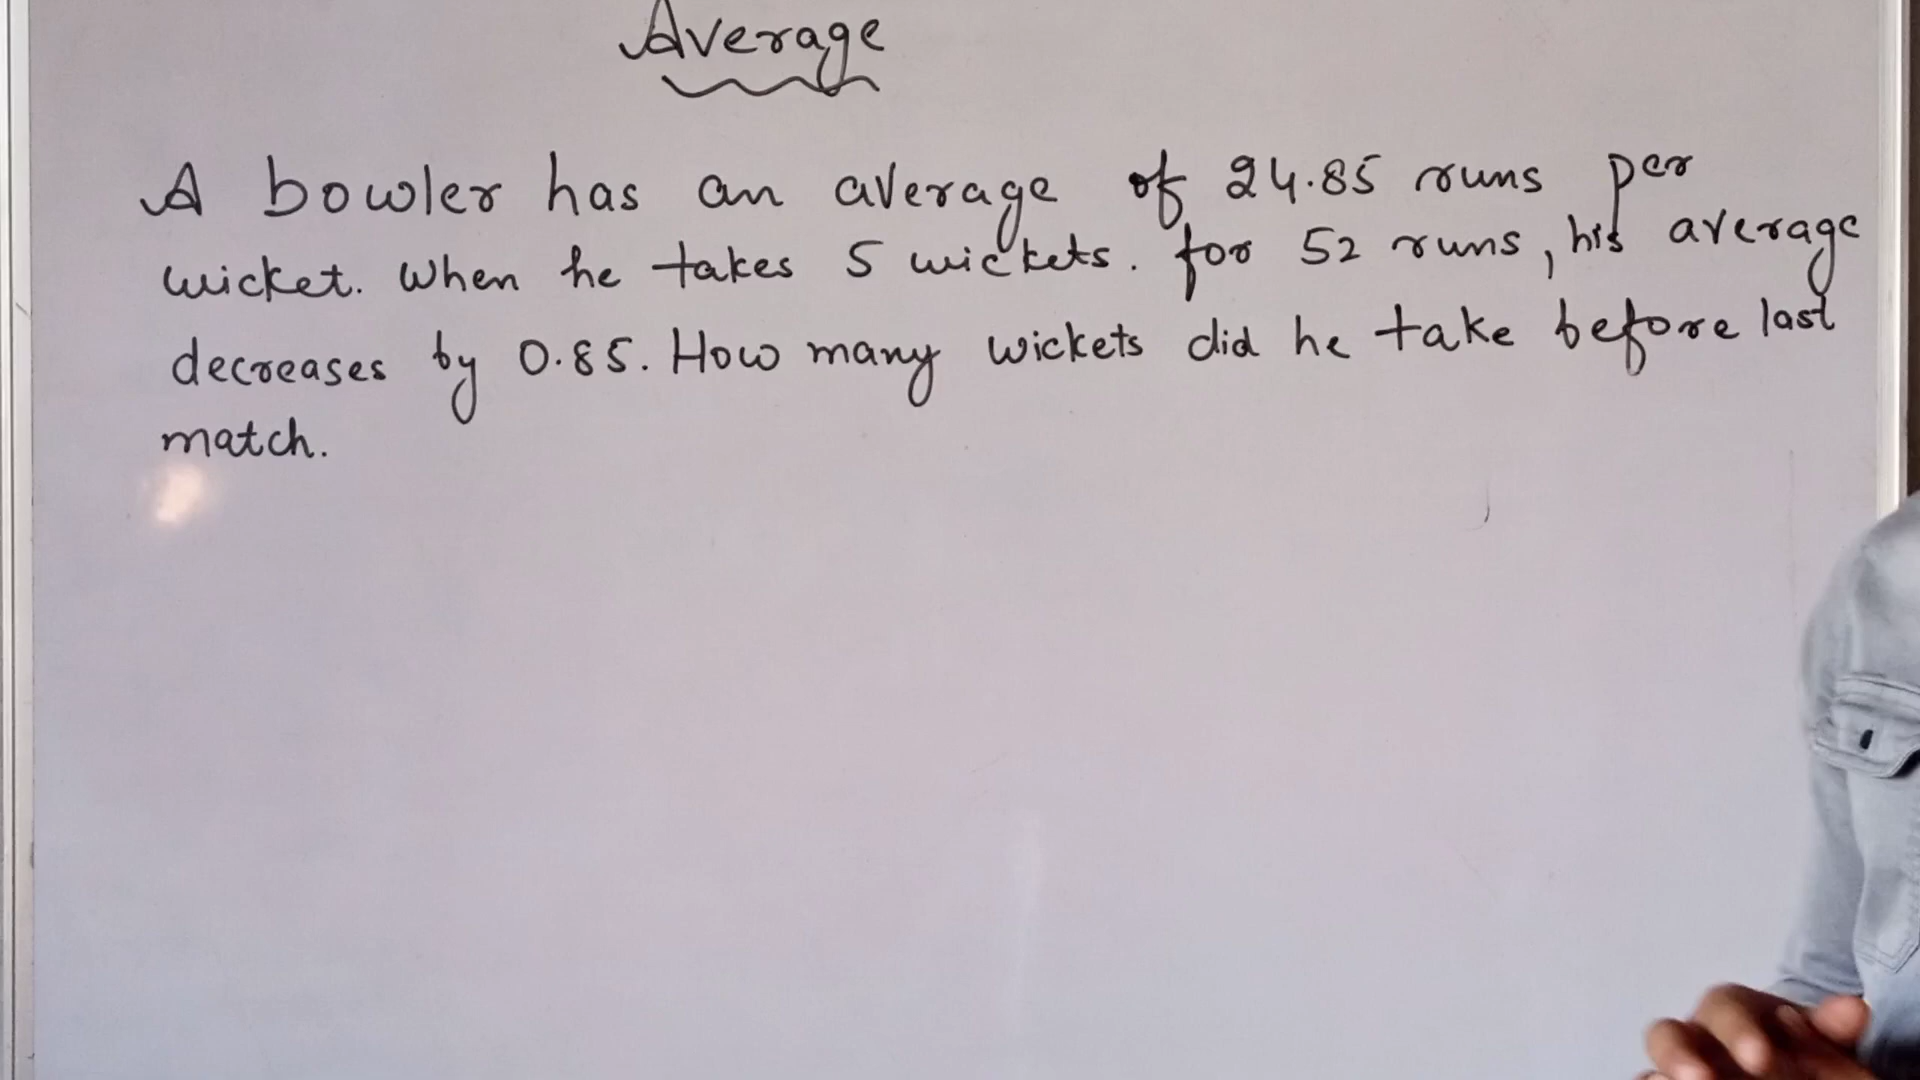 Average
A bowler has an average of 24.85 runs per
wicket. When he takes 5 wickets. for 52 runs, his average
decreases by 0.85. How many wickets did he take before last
match.